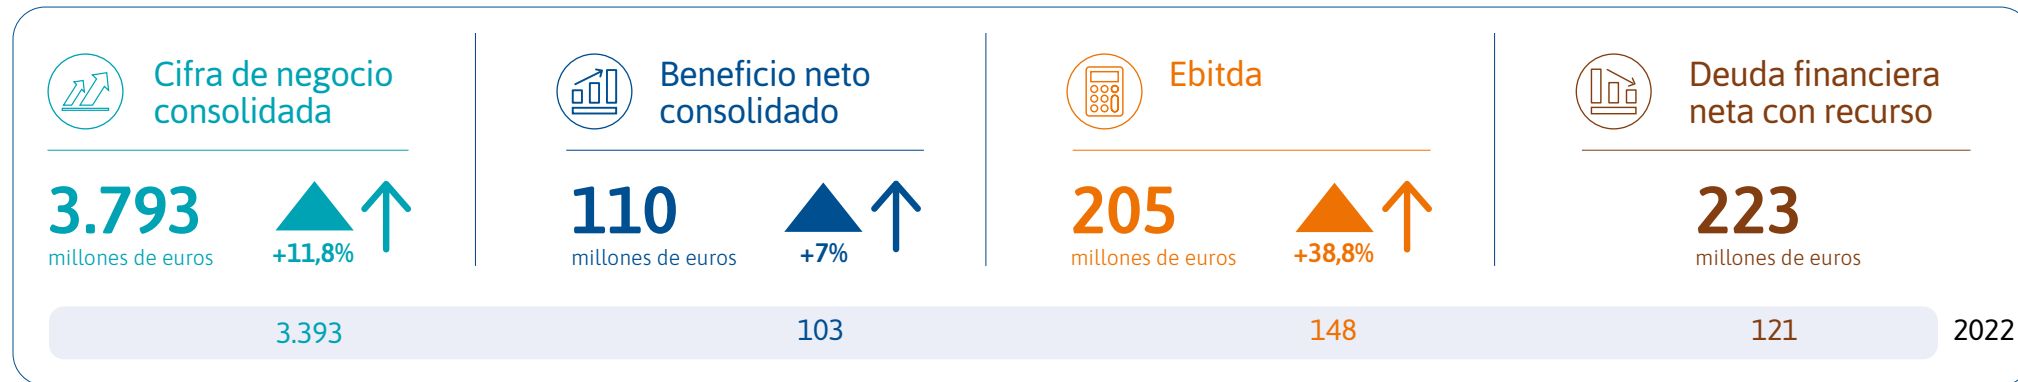 Cifra de negocio
consolidada
3.793
millones de euros
+11,8%
Beneficio neto
consolidado
110
millones de euros
+7%
Ebitda
205
millones de euros
+38,8%
Deuda financiera
neta con recurso
223
millones de euros
3.393
103
148
121
2022